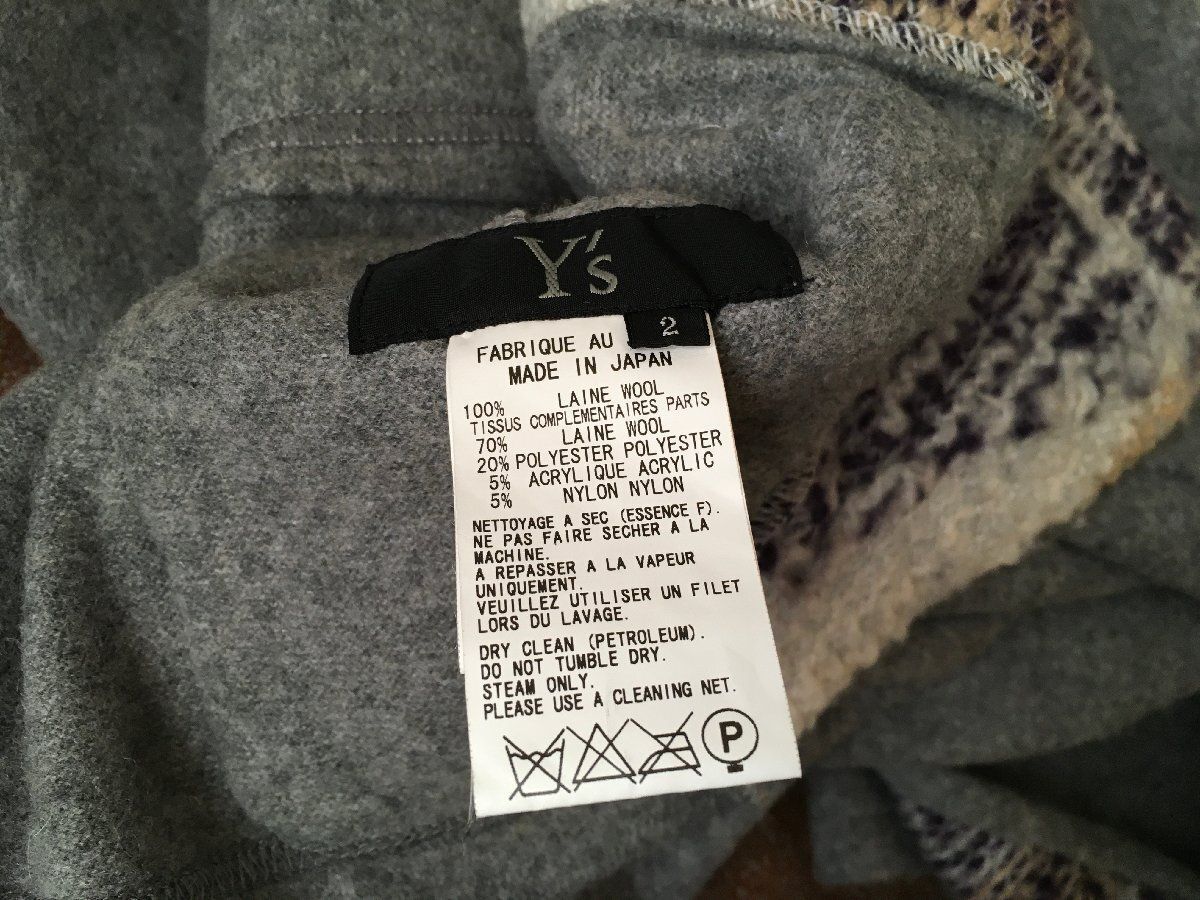 Y's
2
FABRIQUE AU
MADE IN JAPAN
100% LAINE WOOL
TISSUS COMPLEMENTAIRES PARTS
70% LAINE WOOL
20% POLYESTER POLYESTER
5% ACRYLIQUE ACRYLIC
5% NYLON NYLON
NETTOYAGE A SEC (ESSENCE F).
NE PAS FAIRE SECHER A LA
MACHINE.
A REPASSER A LA VAPEUR
UNIQUEMENT.
VEUILLEZ UTILISER UN FILET
LORS DU LAVAGE.
DRY CLEAN (PETROLEUM).
DO NOT TUMBLE DRY.
STEAM ONLY.
PLEASE USE A CLEANING NET.
P